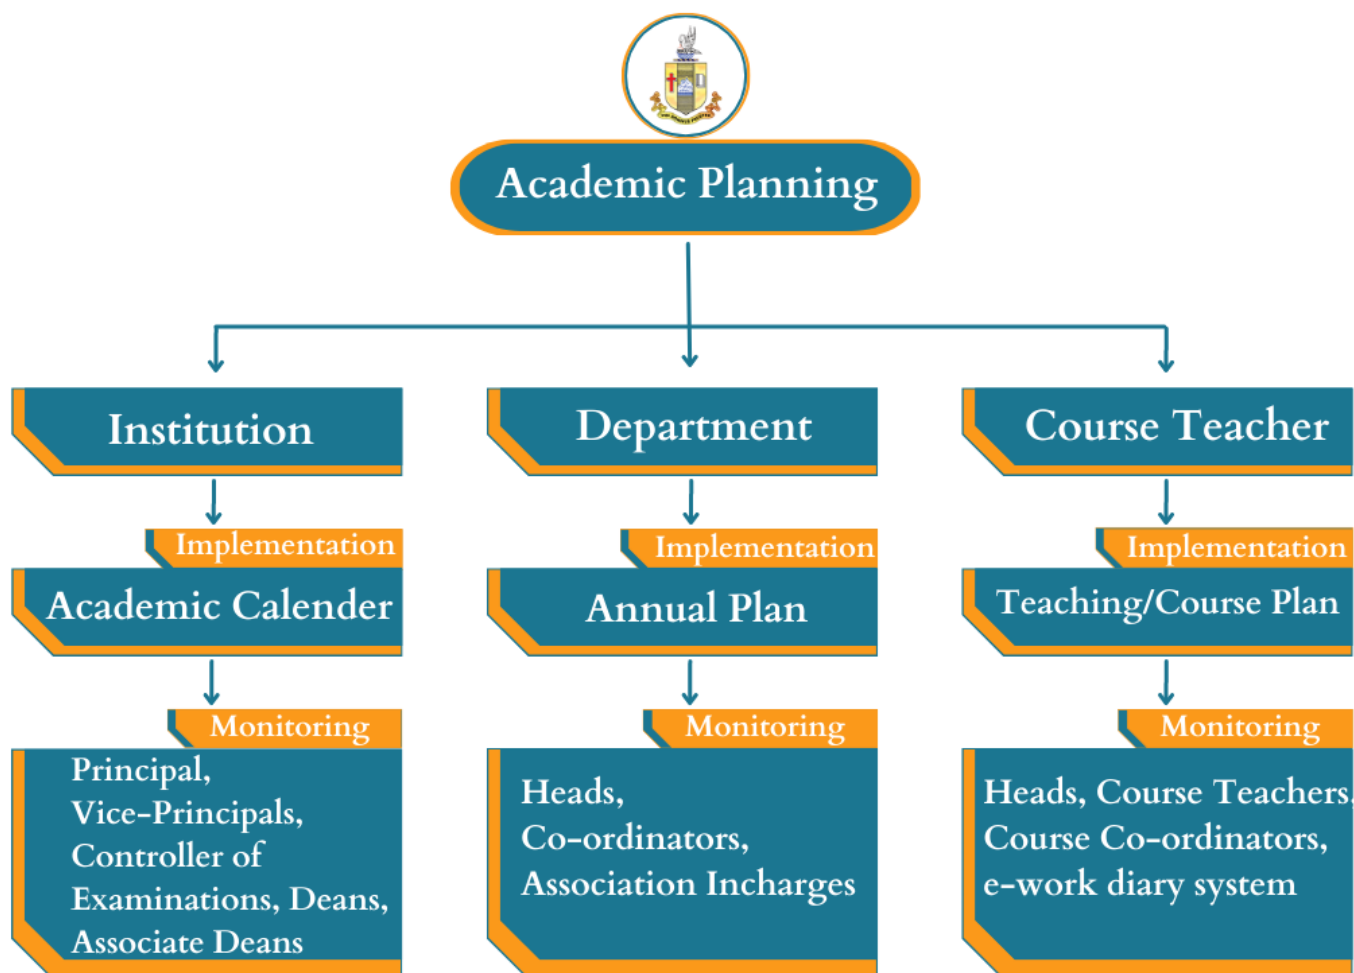 Academic Planning
Institution
Department
Course Teacher
Implementation
Implementation
Implementation
Academic Calender
Annual Plan
Teaching/Course Plan
Monitoring
Monitoring
Monitoring
Principal,
Vice-Principals,
Controller of
Examinations, Deans,
Associate Deans
Heads,
Co-ordinators,
Association Incharges
Heads, Course Teachers,
Course Co-ordinators,
e-work diary system